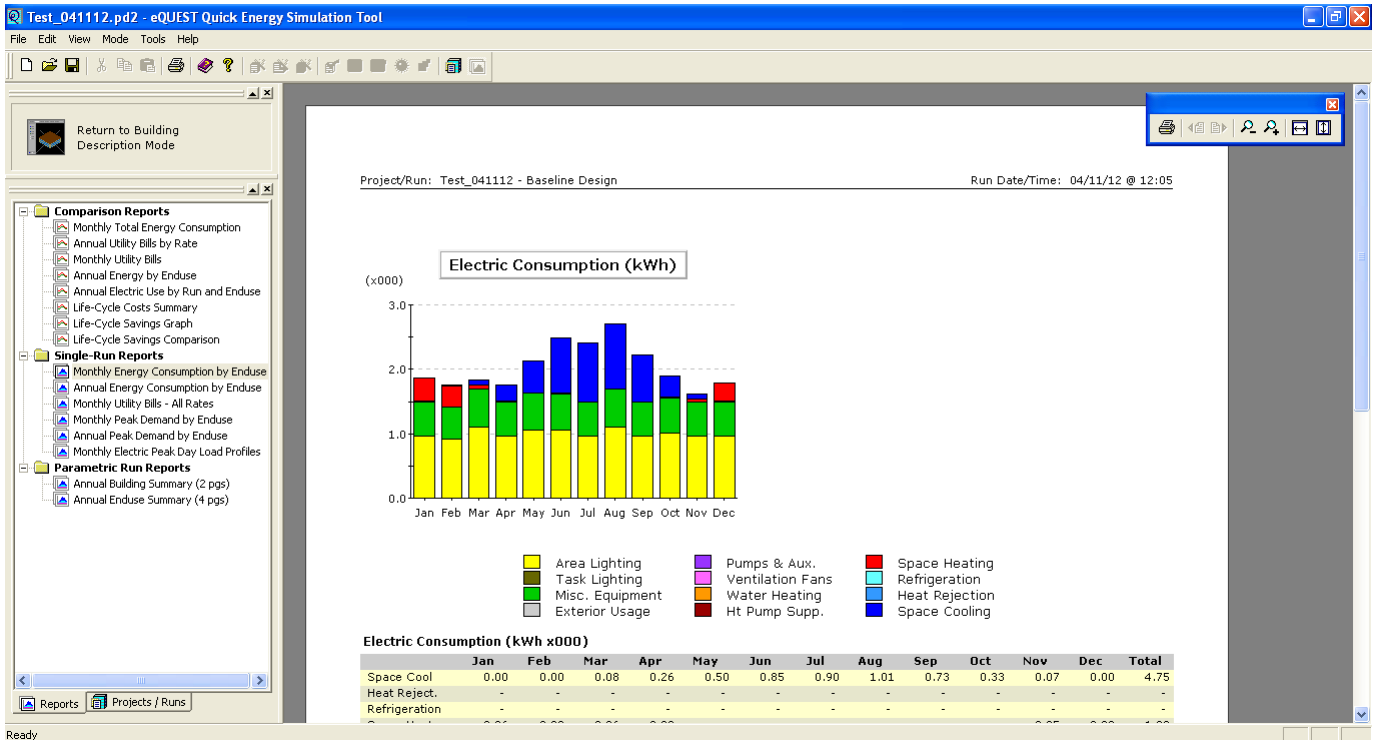 Test_041112.pd2 - eQUEST Quick Energy Simulation Tool
File Edit View Mode Tools Help
Return to Building
Description Mode
Comparison Reports
Monthly Total Energy Consumption
Annual Utility Bills by Rate
Monthly Utility Bills
Annual Energy by Enduse
Annual Electric Use by Run and Enduse
Life-Cycle Costs Summary
Life-Cycle Savings Graph
Life-Cycle Savings Comparison
Single-Run Reports
Monthly Energy Consumption by Enduse
Annual Energy Consumption by Enduse
Monthly Utility Bills - All Rates
Monthly Peak Demand by Enduse
Annual Peak Demand by Enduse
Monthly Electric Peak Day Load Profiles
Parametric Run Reports
Annual Building Summary (2 pgs)
Annual Enduse Summary (4 pgs)
Reports Projects / Runs
Ready
Project/Run: Test_041112 - Baseline Design Run Date/Time: 04/11/12 @ 12:05
Electric Consumption (kWh)
(x000)
3.0
2.0
1.0
0.0
Jan Feb Mar Apr May Jun Jul Aug Sep Oct Nov Dec
Area Lighting Pumps & Aux. Space Heating
Task Lighting Ventilation Fans Refrigeration
Misc. Equipment Water Heating Heat Rejection
Exterior Usage Ht Pump Supp. Space Cooling
Electric Consumption (kWh x000)
Jan Feb Mar Apr May Jun Jul Aug Sep Oct Nov Dec Total
Space Cool 0.00 0.00 0.08 0.26 0.50 0.85 0.90 1.01 0.73 0.33 0.07 0.00 4.75
Heat Reject. - - - - - - - - - - - - -
Refrigeration - - - - - - - - - - - - -